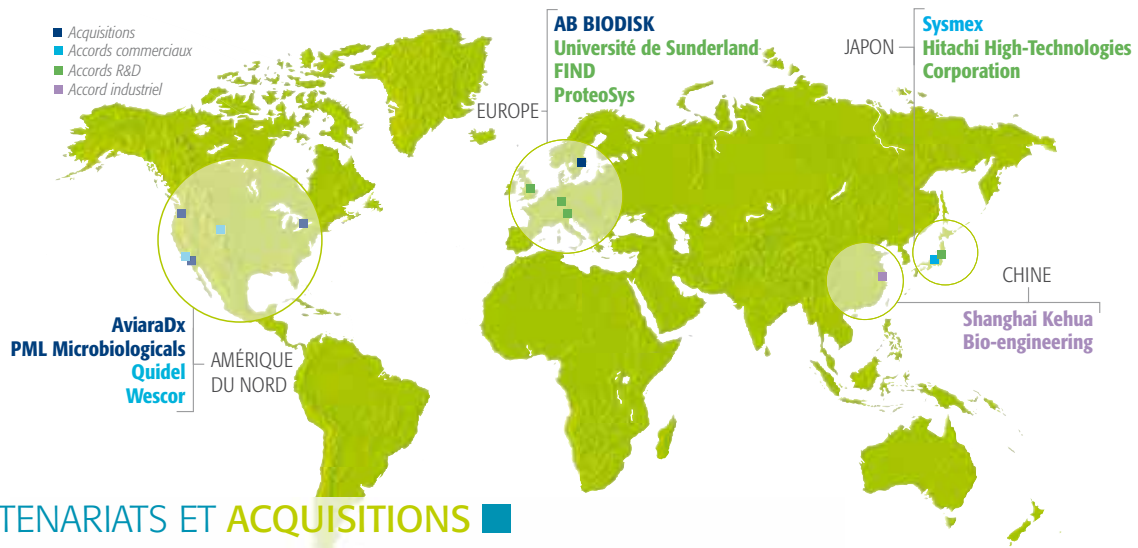 Acquisitions
Accords commerciaux
Accords R&D
Accord industriel
AB BIODISK
Université de Sunderland
FIND
ProteoSys
EUROPE
JAPON
Sysmex
Hitachi High-Technologies
Corporation
CHINE
Shanghai Kehua
Bio-engineering
AviaraDx
PML Microbiologicals
Quidel
Wescor
AMÉRIQUE
DU NORD
TENARIATS ET ACQUISITIONS